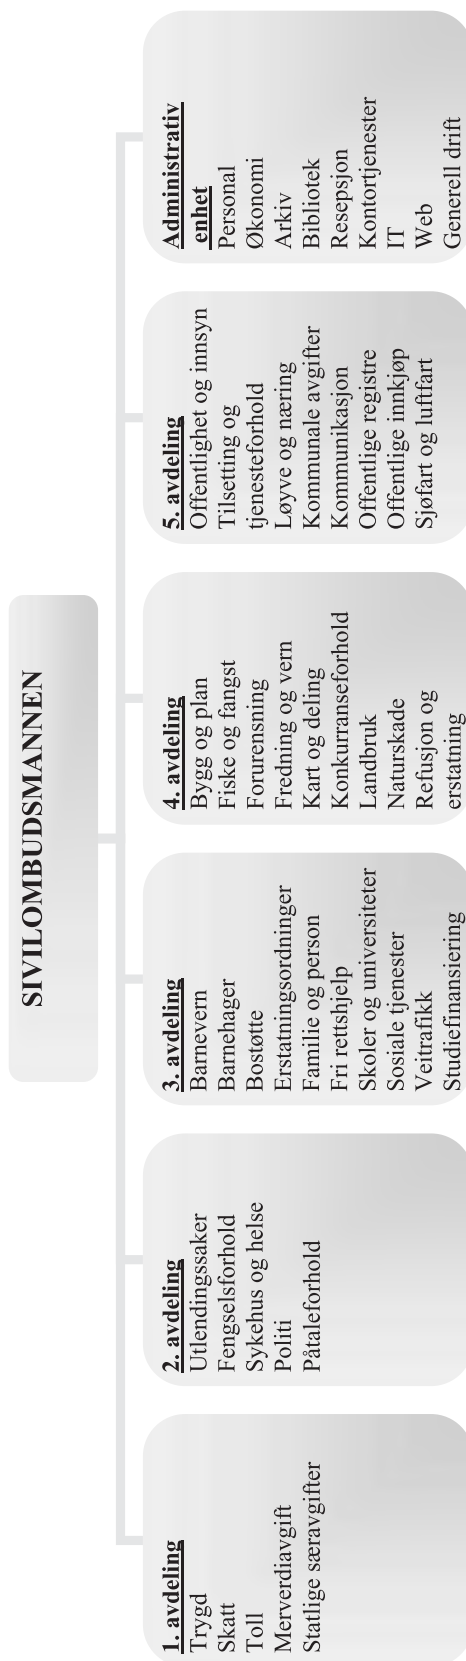 SIVILOMBUDSMANNEN
1. avdeling
Trygd
Skatt
Toll
Merverdiavgift
Statlige særavgifter
2. avdeling
Utlendingssaker
Fengselsforhold
Sykehus og helse
Politi
Påtaleforhold
3. avdeling
Barnevern
Barnehager
Bostøtte
Erstatningsordninger
Familie og person
Fri rettshjelp
Skoler og universiteter
Sosiale tjenester
Veitrafikk
Studiefinansiering
4. avdeling
Bygg og plan
Fiske og fangst
Forurensning
Fredning og vern
Kart og deling
Konkurranseforhold
Landbruk
Naturskade
Refusjon og
erstatning
5. avdeling
Offentlighet og innsyn
Tilsetting og
tjenesteforhold
Løyve og næring
Kommunale avgifter
Kommunikasjon
Offentlige registre
Offentlige innkjøp
Sjøfart og luftfart
Administrativ
enhet
Personal
Økonomi
Arkiv
Bibliotek
Resepsjon
Kontortjenester
IT
Web
Generell drift